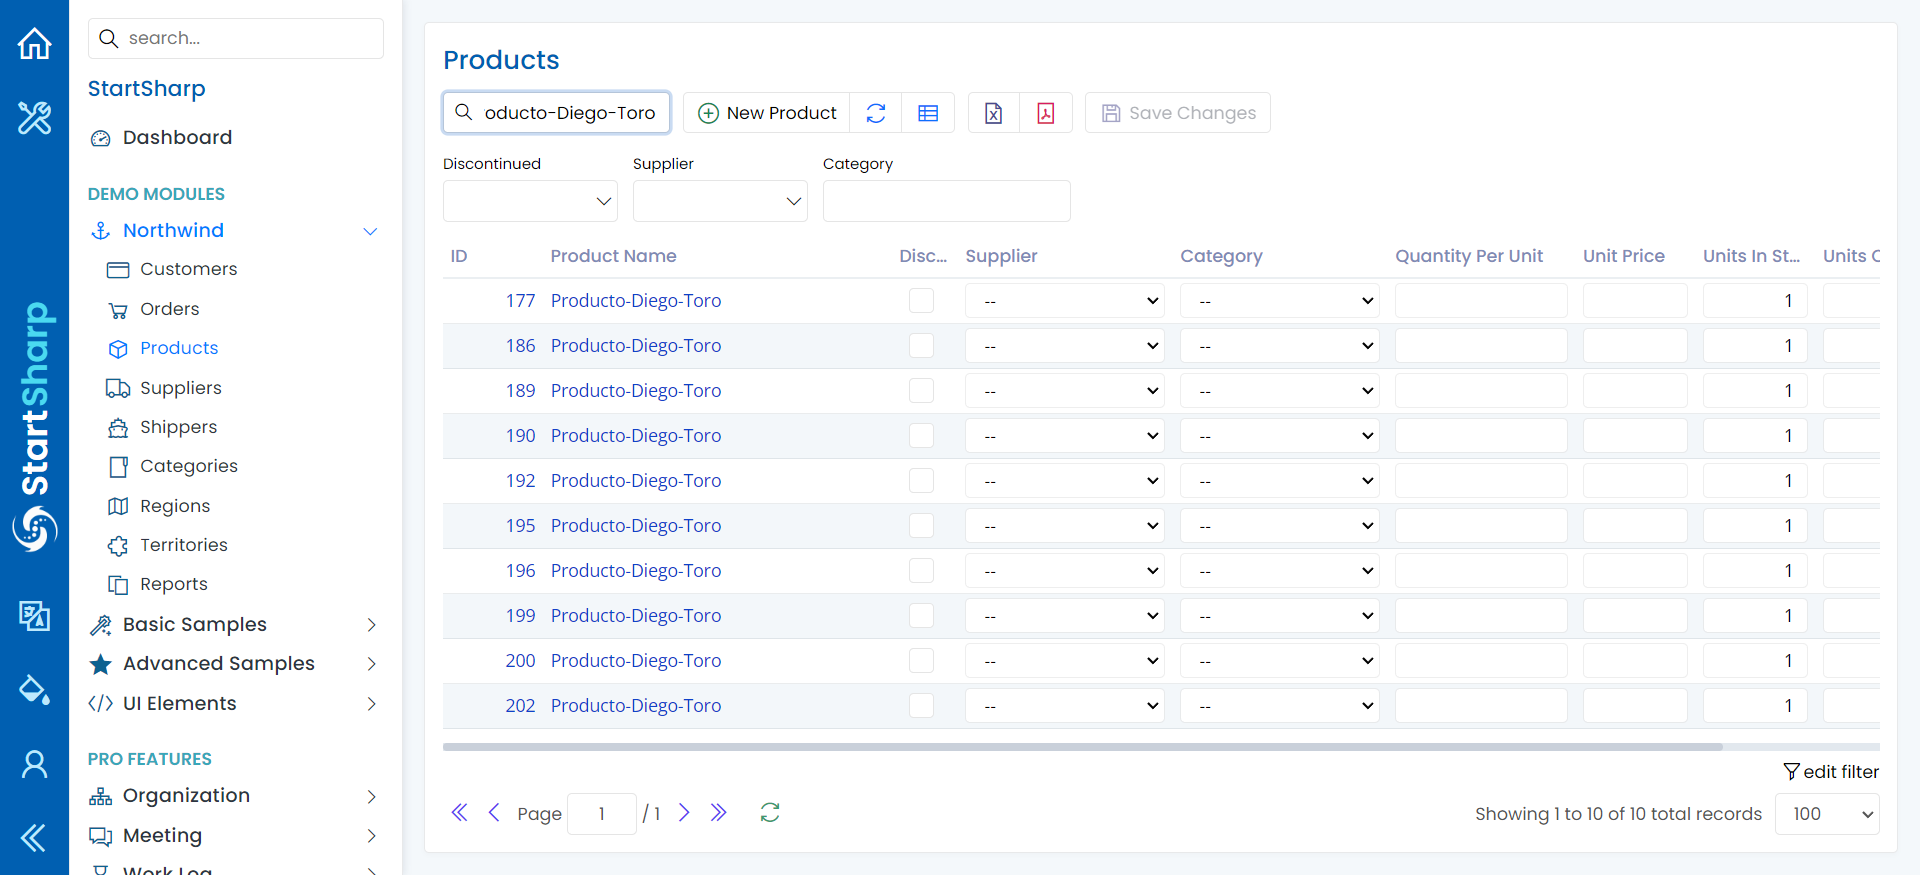 search...
StartSharp
Dashboard
DEMO MODULES
Northwind
Customers
Orders
Products
Suppliers
Shippers
Categories
Regions
Territories
Reports
Basic Samples
Advanced Samples
UI Elements
PRO FEATURES
Organization
Meeting
Work Log
StartSharp
Products
oducto-Diego-Toro
New Product
Save Changes
Discontinued Supplier Category
ID Product Name Disc... Supplier Category Quantity Per Unit Unit Price Units In St... Units
177 Producto-Diego-Toro -- -- 1
186 Producto-Diego-Toro -- -- 1
189 Producto-Diego-Toro -- -- 1
190 Producto-Diego-Toro -- -- 1
192 Producto-Diego-Toro -- -- 1
195 Producto-Diego-Toro -- -- 1
196 Producto-Diego-Toro -- -- 1
199 Producto-Diego-Toro -- -- 1
200 Producto-Diego-Toro -- -- 1
202 Producto-Diego-Toro -- -- 1
edit filter
Page 1 / 1
Showing 1 to 10 of 10 total records 100